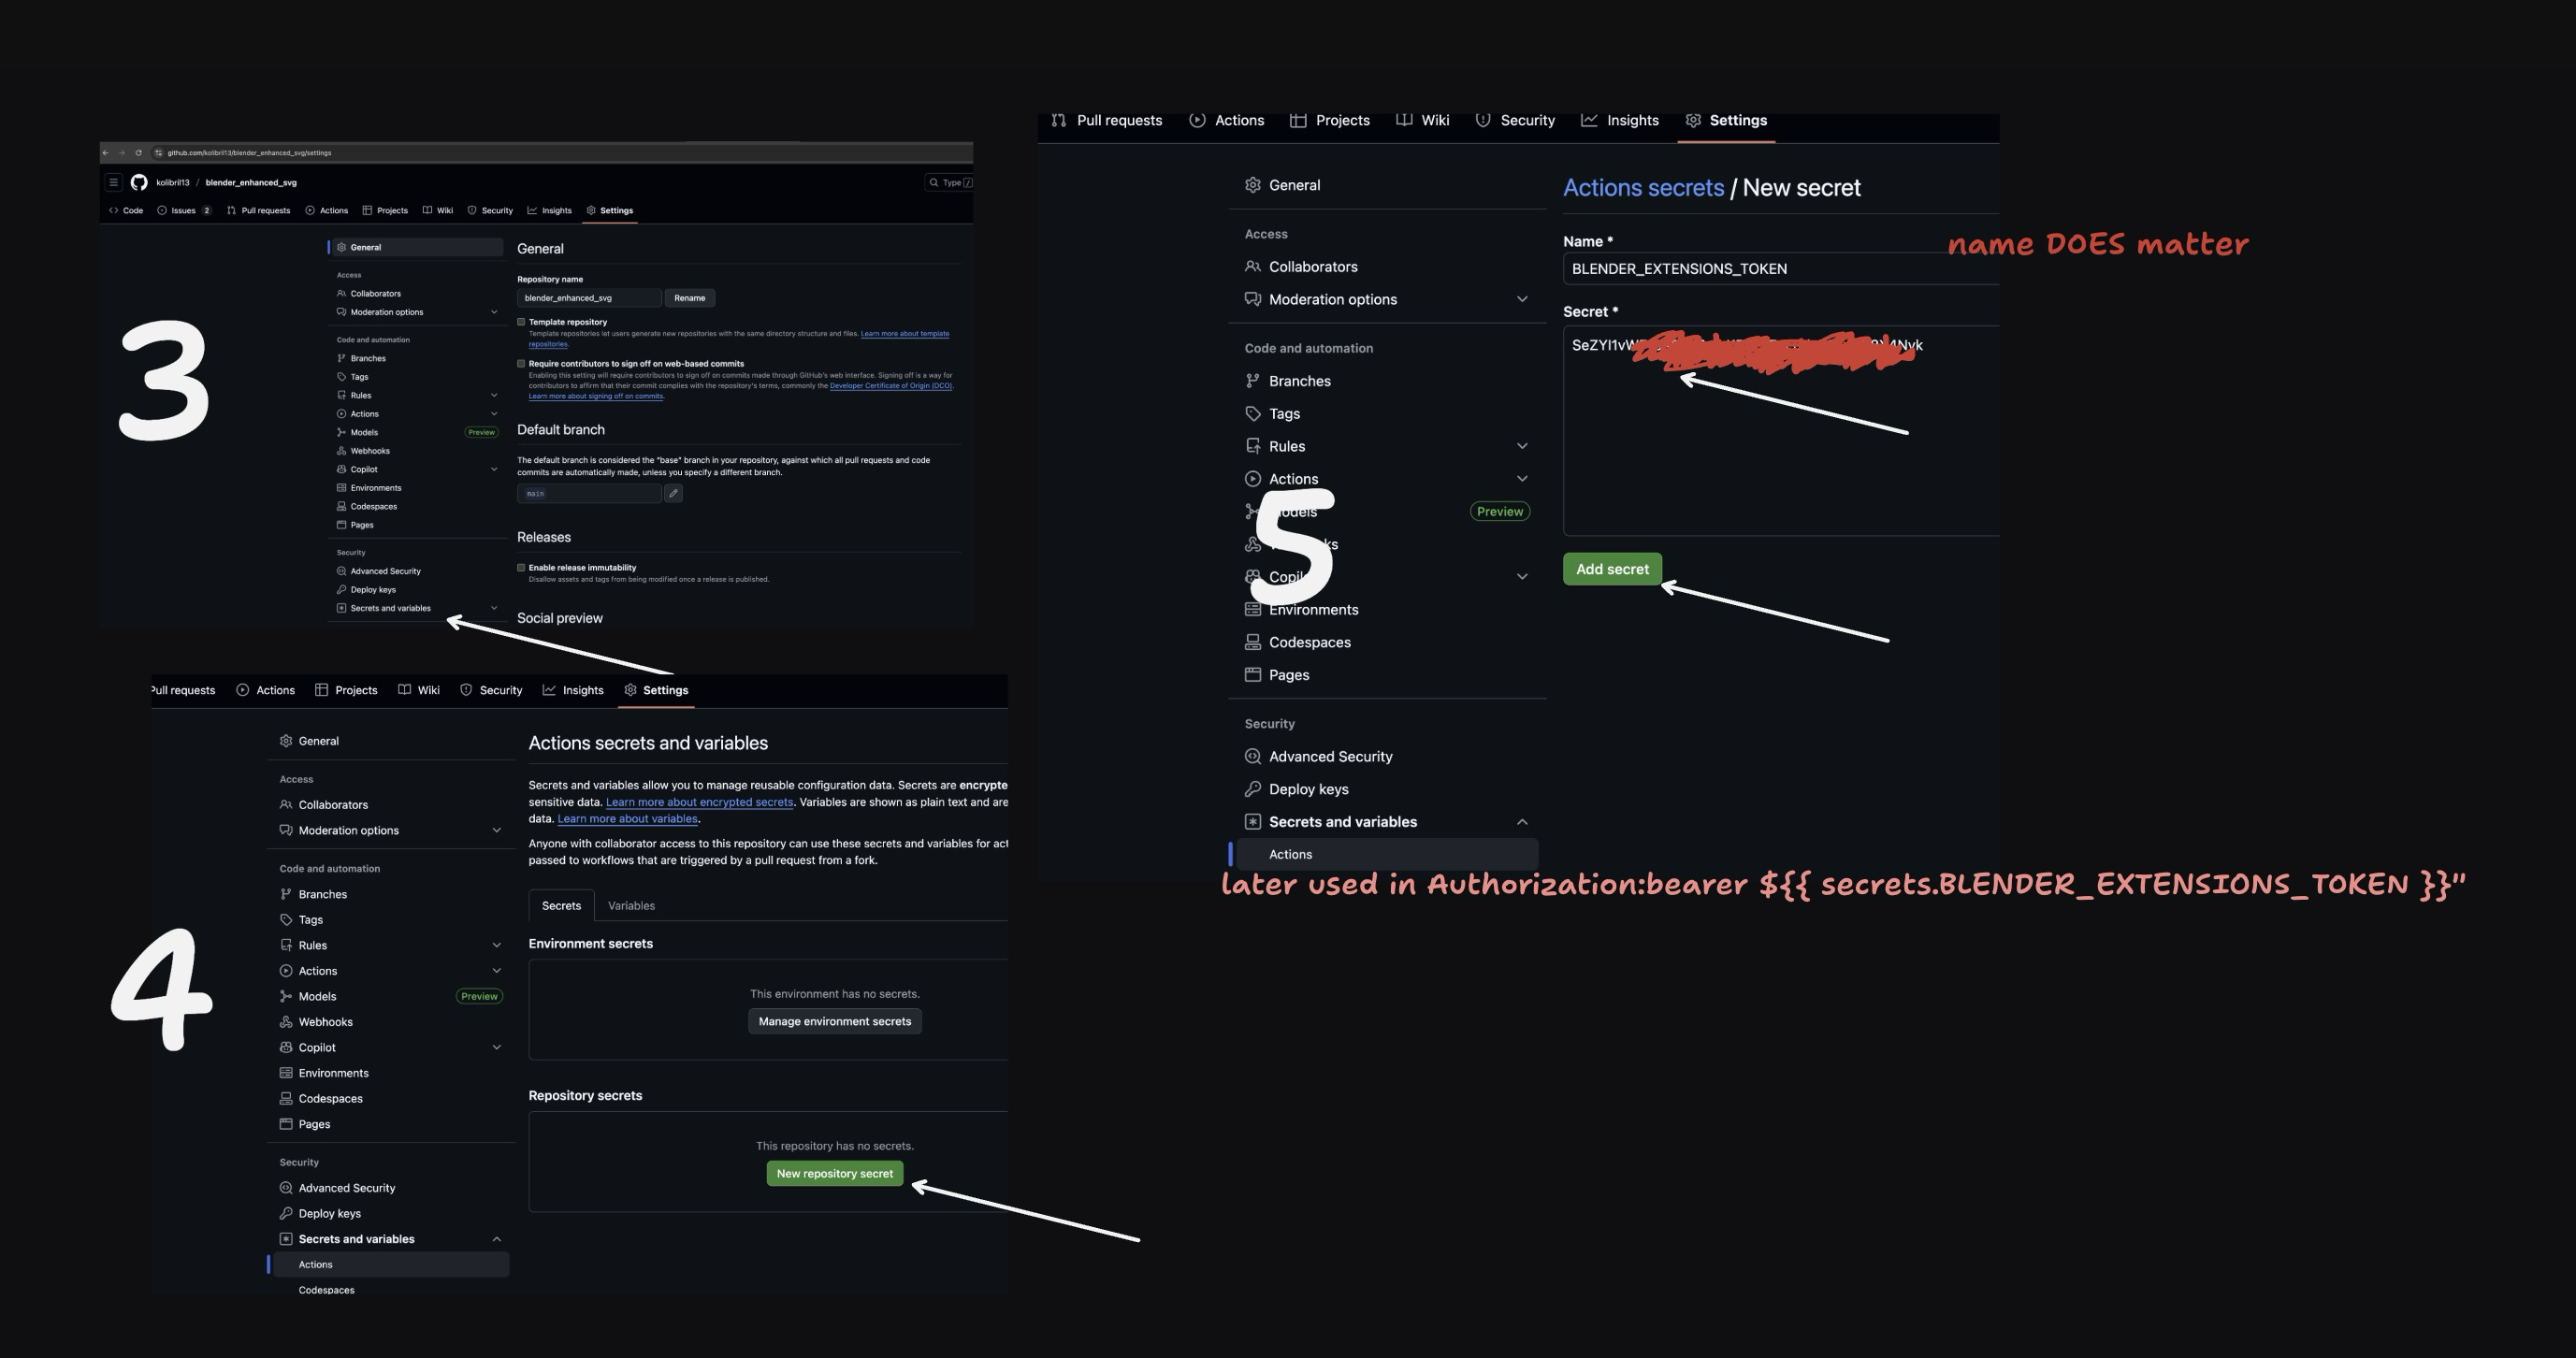 github.com/kolibril13/blender_enhanced_svg/settings
kolibril13 / blender_enhanced_svg
Type /
Code Issues 2 Pull requests Actions Projects Wiki Security Insights Settings
3
General
Access
Collaborators
Moderation options
Code and automation
Branches
Tags
Rules
Actions
Models Preview
Webhooks
Copilot
Environments
Codespaces
Pages
Security
Advanced Security
Deploy keys
Secrets and variables
General
Repository name
blender_enhanced_svg Rename
Template repository
Template repositories let users generate new repositories with the same directory structure and files. Learn more about template
repositories.
Require contributors to sign off on web-based commits
Enabling this setting will require contributors to sign off on commits made through GitHub's web interface. Signing off is a way for
contributors to affirm that their commit complies with the repository's terms, commonly the Developer Certificate of Origin (DCO).
Learn more about signing off on commits.
Default branch
The default branch is considered the "base" branch in your repository, against which all pull requests and code
commits are automatically made, unless you specify a different branch.
main
Releases
Enable release immutability
Disallow assets and tags from being modified once a release is published.
Social preview
4
Pull requests Actions Projects Wiki Security Insights Settings
General
Access
Collaborators
Moderation options
Code and automation
Branches
Tags
Rules
Actions
Models Preview
Webhooks
Copilot
Environments
Codespaces
Pages
Security
Advanced Security
Deploy keys
Secrets and variables
Actions
Codespaces
Actions secrets and variables
Secrets and variables allow you to manage reusable configuration data. Secrets are encrypte
sensitive data. Learn more about encrypted secrets. Variables are shown as plain text and are
data. Learn more about variables.
Anyone with collaborator access to this repository can use these secrets and variables for act
passed to workflows that are triggered by a pull request from a fork.
Secrets Variables
Environment secrets
This environment has no secrets.
Manage environment secrets
Repository secrets
This repository has no secrets.
New repository secret
5
Pull requests Actions Projects Wiki Security Insights Settings
General
Access
Collaborators
Moderation options
Code and automation
Branches
Tags
Rules
Actions
Models Preview
Environments
Codespaces
Pages
Security
Advanced Security
Deploy keys
Secrets and variables
Actions
Actions secrets / New secret
Name *
name DOES matter
BLENDER_EXTENSIONS_TOKEN
Secret *
Add secret
later used in Authorization:bearer ${{ secrets.BLENDER_EXTENSIONS_TOKEN }}"